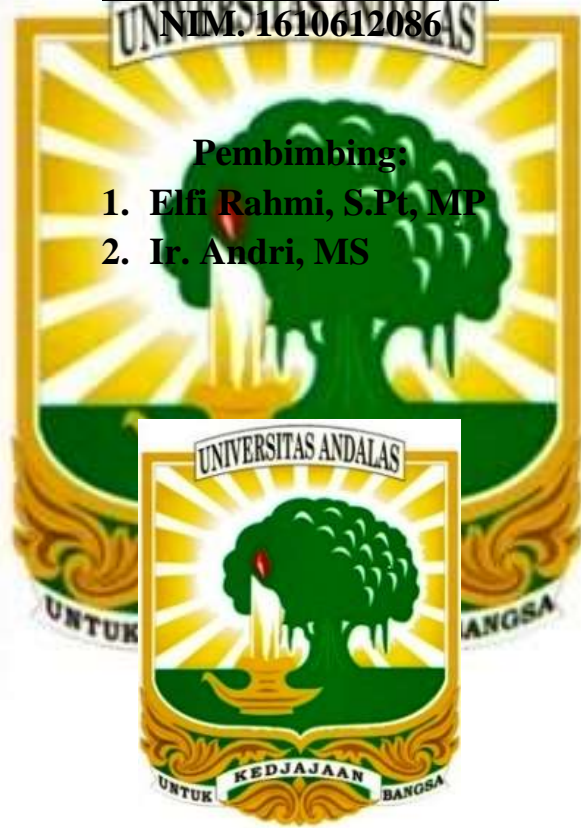 UNIVERSITAS ANDALAS
NIM. 1610612086
Pembimbing:
1. Elfi Rahmi, S.Pt, MP
2. Ir. Andri, MS
UNIVERSITAS ANDALAS
UNTUK BANGSA
UNTUK KEDJAJAAN BANGSA